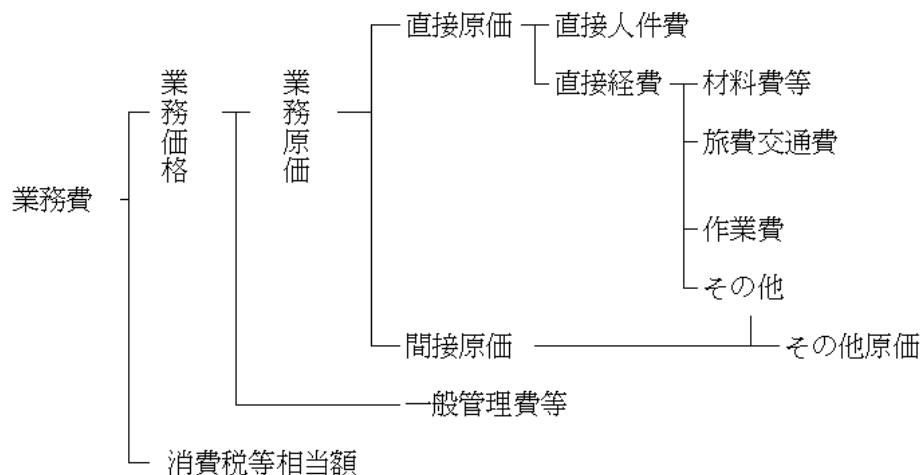 直接原価
直接人件費
直接経費
材料費等
旅費交通費
作業費
その他
業務価格
業務原価
業務費
間接原価
その他原価
一般管理費等
消費税等相当額